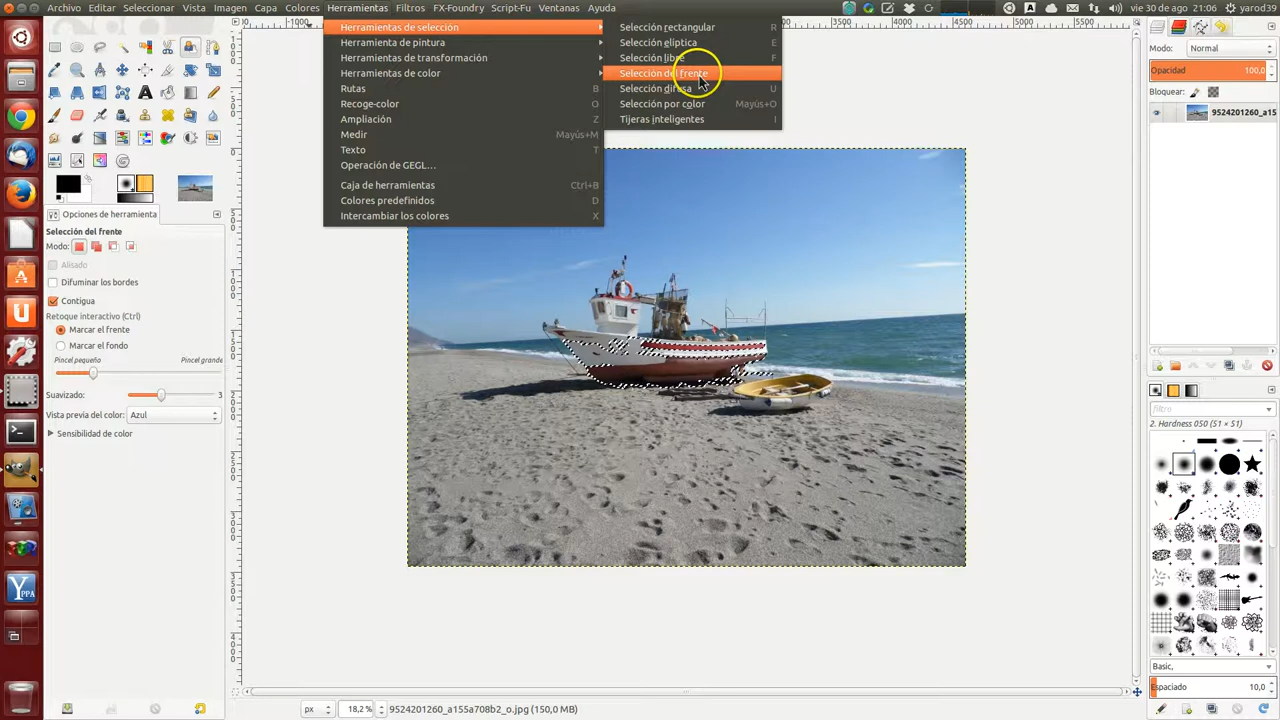 Archivo Editar Seleccionar Vista Imagen Capa Colores Herramientas Filtros FX-Foundry Script-Fu Ventanas Ayuda
vie 30 de ago 21:06 yarod39
Herramientas de selección
Herramienta de pintura
Herramientas de transformación
Herramientas de color
Rutas B
Recoge-color O
Ampliación Z
Medir Mayús+M
Texto T
Operación de GEGL...
Caja de herramientas Ctrl+B
Colores predefinidos D
Intercambiar los colores X
Selección rectangular R
Selección elíptica E
Selección libre F
Selección del frente
Selección difusa U
Selección por color Mayús+O
Tijeras inteligentes I
Opciones de herramienta
Selección del frente
Modo:
Alisado
Difuminar los bordes
Contigua
Retoque interactivo (Ctrl)
Marcar el frente
Marcar el fondo
Pincel pequeño Pincel grande
Suavizado: 3
Vista previa del color: Azul
Sensibilidad de color
1000 3500 4000 4500
px 18,2% 9524201260_a155a708b2_o.jpg (150,0 MB)
Modo: Normal
Opacidad 100,0
Bloquear:
9524201260_a15
filtro
2. Hardness 050 (51 × 51)
Basic,
Espaciado 10,0